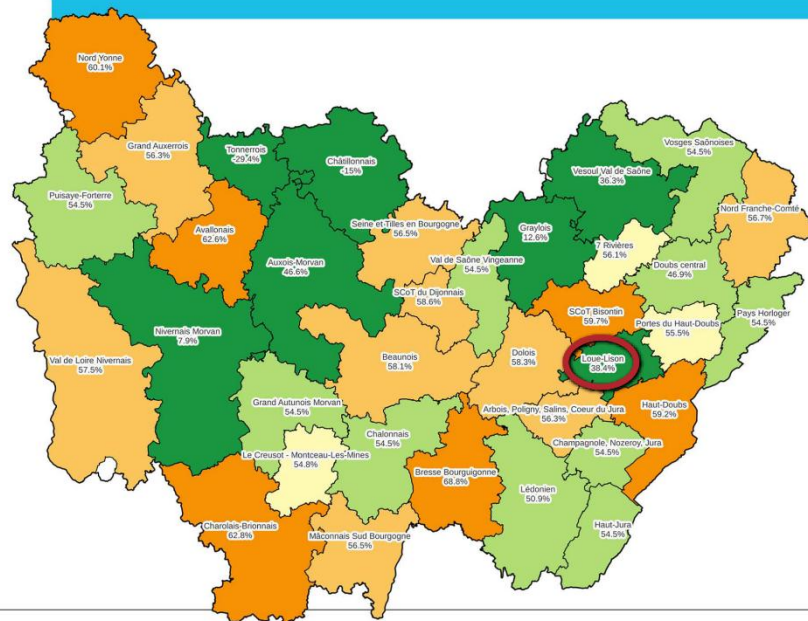 Nord Yonne
60.1%
Grand Auxerrois
56.3%
Tonnerrois
-29.4%
Châtillonnais
-15%
Vosges Saônoises
54.5%
Vesoul Val de Saône
36.3%
Puisaye-Forterre
54.5%
Nord Franche-Comté
56.7%
Avallonais
62.6%
Seine et Tilles en Bourgogne
56.5%
Graylois
12.6%
7 Rivières
56.1%
Auxois-Morvan
46.6%
Val de Saône Vingeanne
54.5%
Doubs central
46.9%
SCoT du Dijonnais
58.6%
SCoT Bisontin
59.7%
Pays Horloger
54.5%
Nivernais Morvan
7.9%
Portes du Haut-Doubs
55.5%
Val de Loire Nivernais
57.5%
Beaunois
58.1%
Dolois
58.3%
Loue-Lison
38.4%
Grand Autunois Morvan
54.5%
Haut-Doubs
59.2%
Arbois, Poligny, Salins, Coeur du Jura
56.3%
Chalonnais
54.5%
Champagnole, Nozeroy, Jura
54.5%
Le Creusot - Montceau-Les-Mines
54.8%
Bresse Bourguigonne
68.8%
Lédonien
50.9%
Charolais-Brionnais
62.8%
Mâconnais Sud Bourgogne
56.5%
Haut-Jura
54.5%